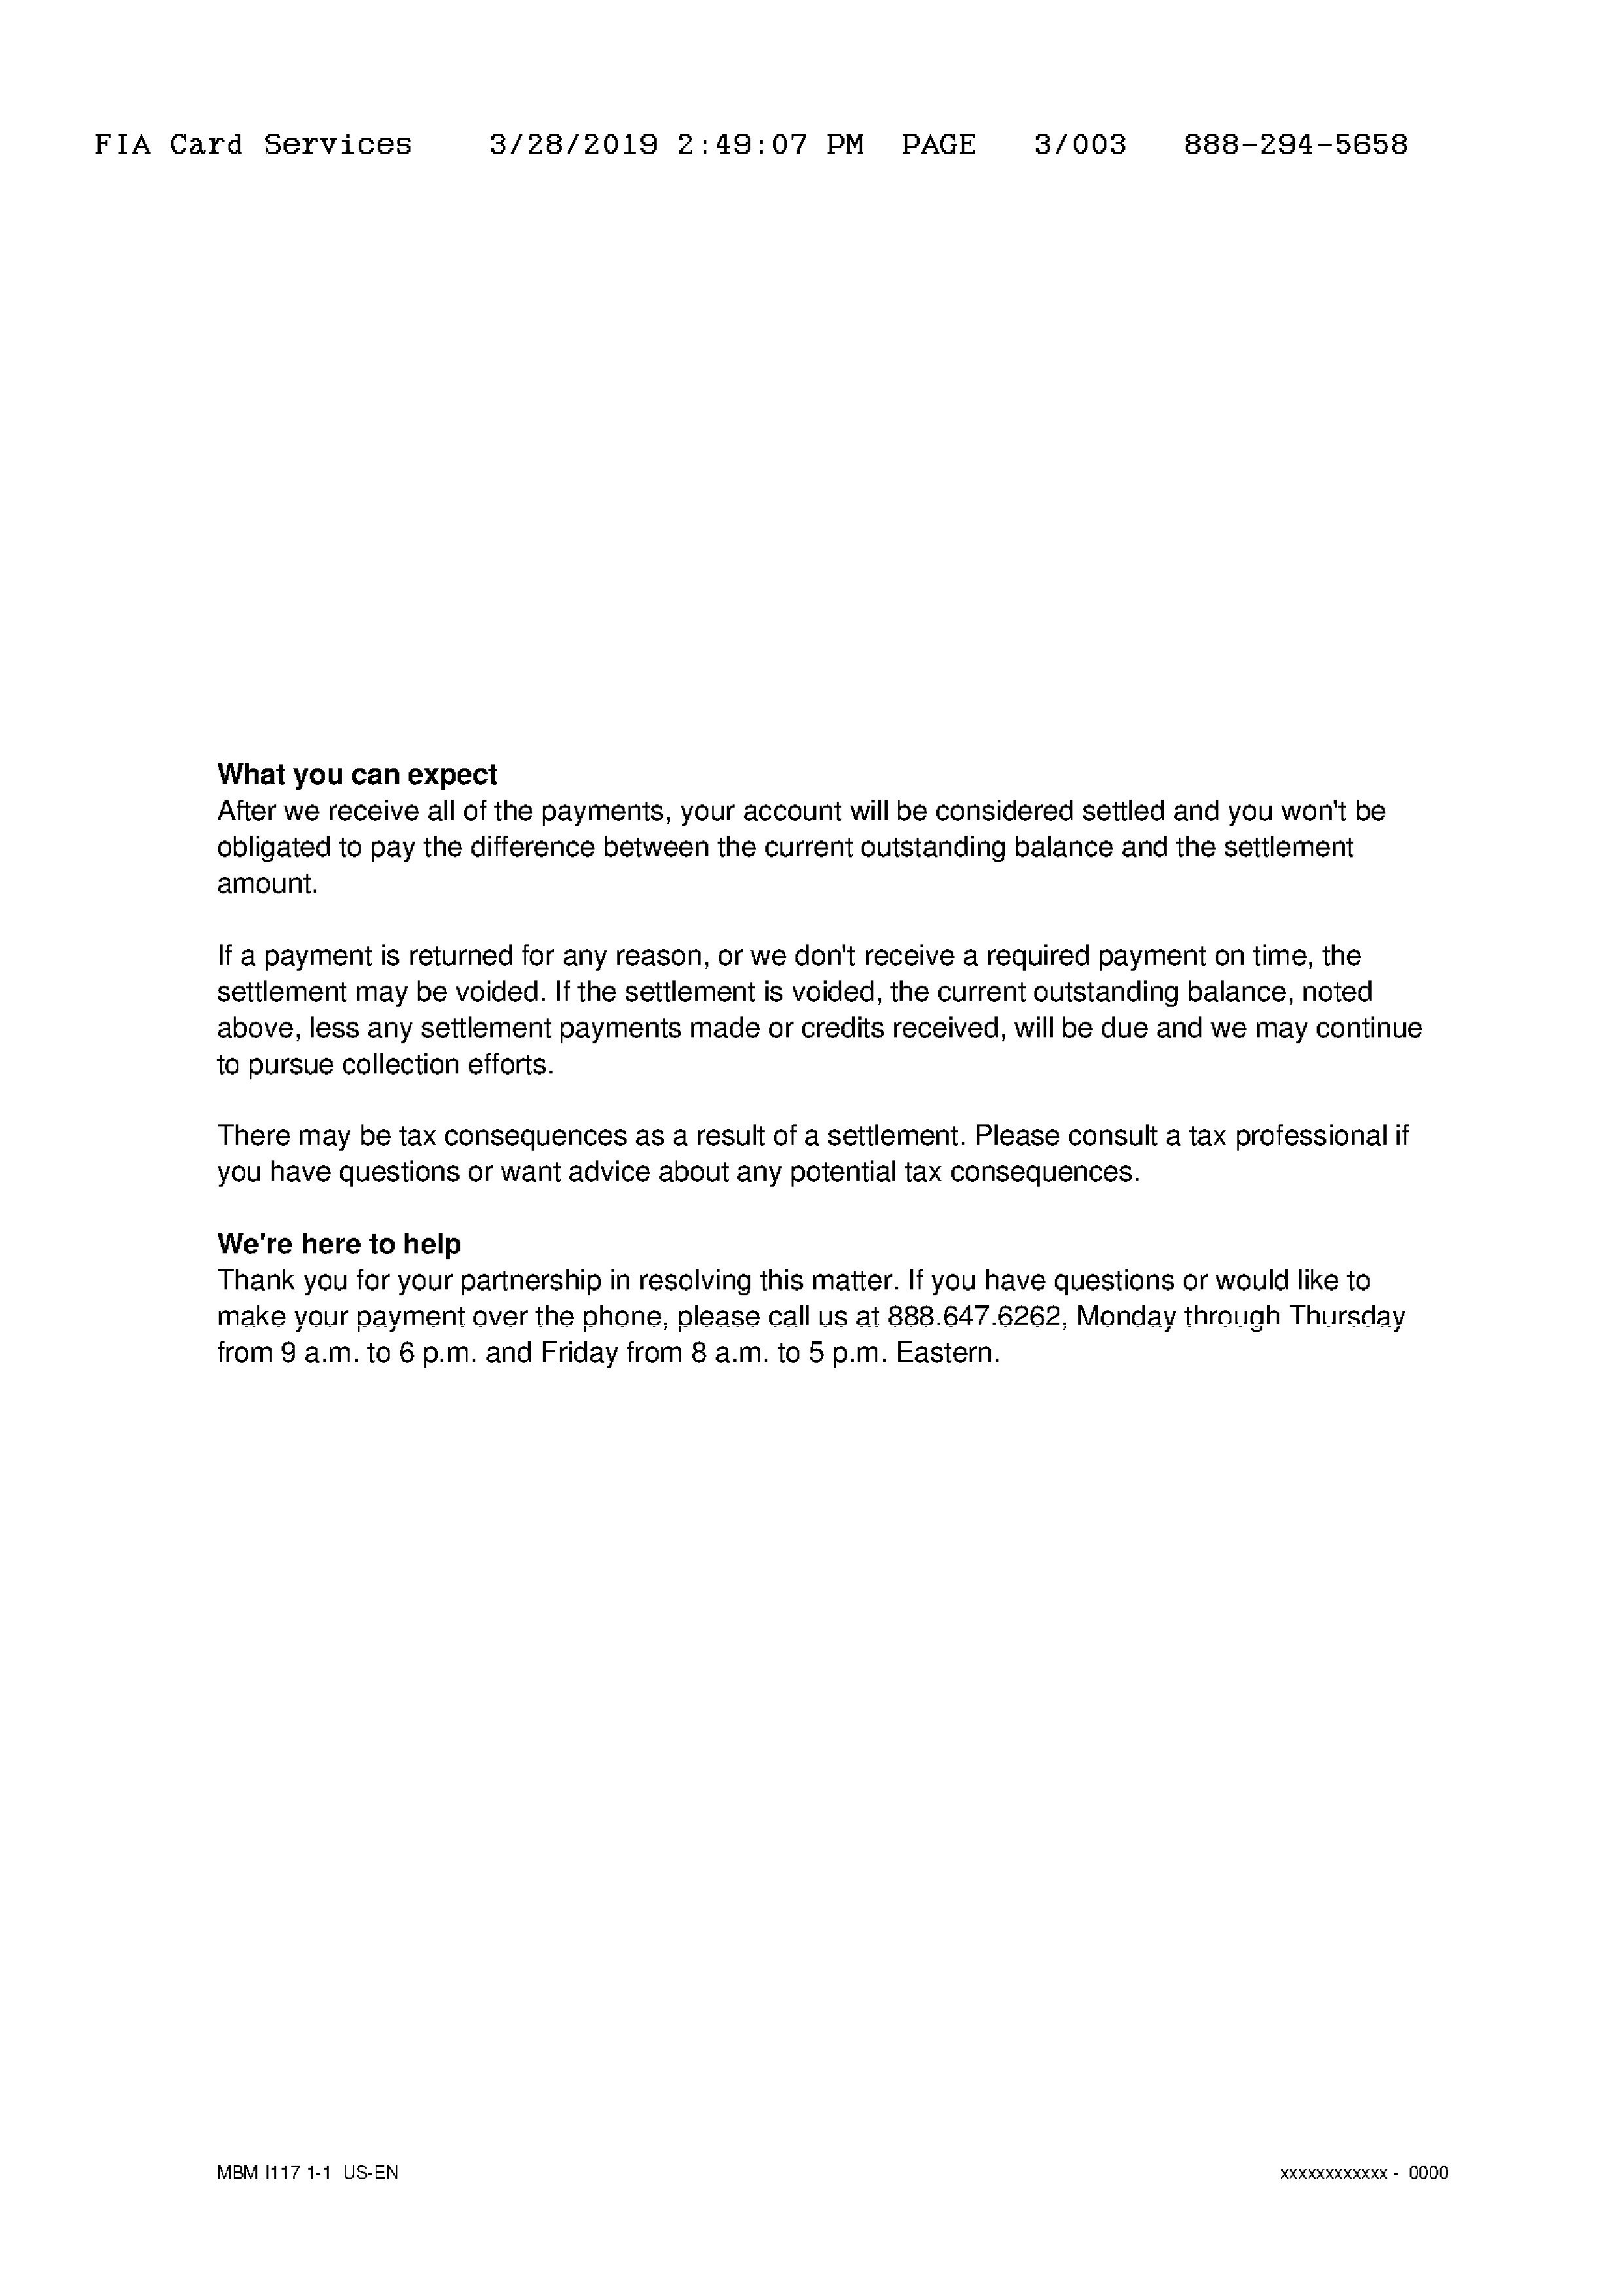 FIA Card Services 3/28/2019 2:49:07 PM PAGE 3/003 888-294-5658
What you can expect
After we receive all of the payments, your account will be considered settled and you won't be
obligated to pay the difference between the current outstanding balance and the settlement
amount.
If a payment is returned for any reason, or we don't receive a required payment on time, the
settlement may be voided. If the settlement is voided, the current outstanding balance, noted
above, less any settlement payments made or credits received, will be due and we may continue
to pursue collection efforts.
There may be tax consequences as a result of a settlement. Please consult a tax professional if
you have questions or want advice about any potential tax consequences.
We're here to help
Thank you for your partnership in resolving this matter. If you have questions or would like to
make your payment over the phone, please call us at 888.647.6262, Monday through Thursday
from 9 a.m. to 6 p.m. and Friday from 8 a.m. to 5 p.m. Eastern.
MBM I117 1-1 US-EN xxxxxxxxxxxx - 0000